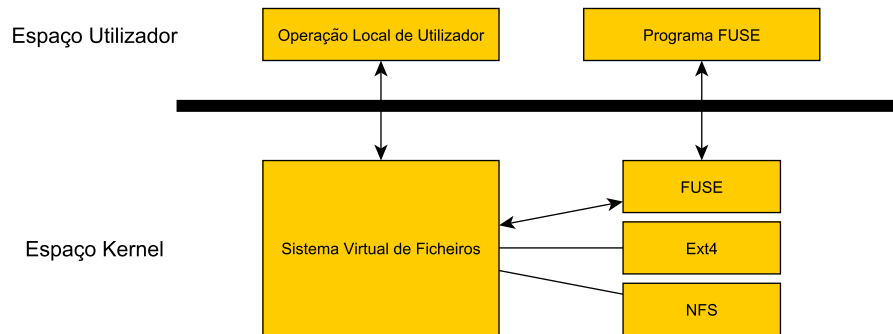 Espaço Utilizador
Operação Local de Utilizador
Programa FUSE
FUSE
Espaço Kernel
Sistema Virtual de Ficheiros
Ext4
NFS